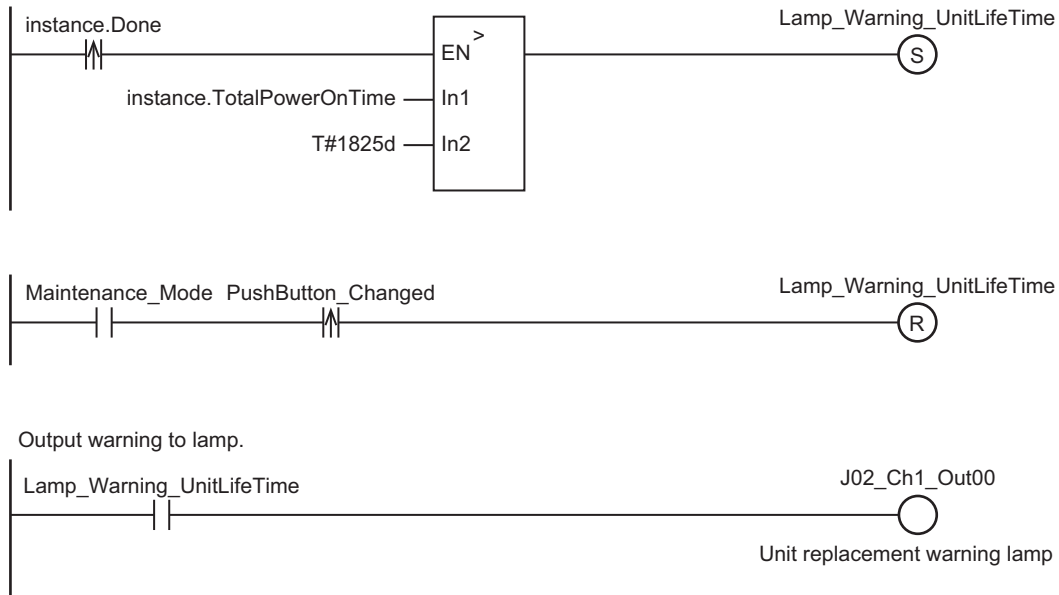 instance.Done
Lamp_Warning_UnitLifeTime
EN >
S
instance.TotalPowerOnTime In1
T#1825d In2
Maintenance_Mode PushButton_Changed
Lamp_Warning_UnitLifeTime
R
Output warning to lamp.
Lamp_Warning_UnitLifeTime
J02_Ch1_Out00
Unit replacement warning lamp